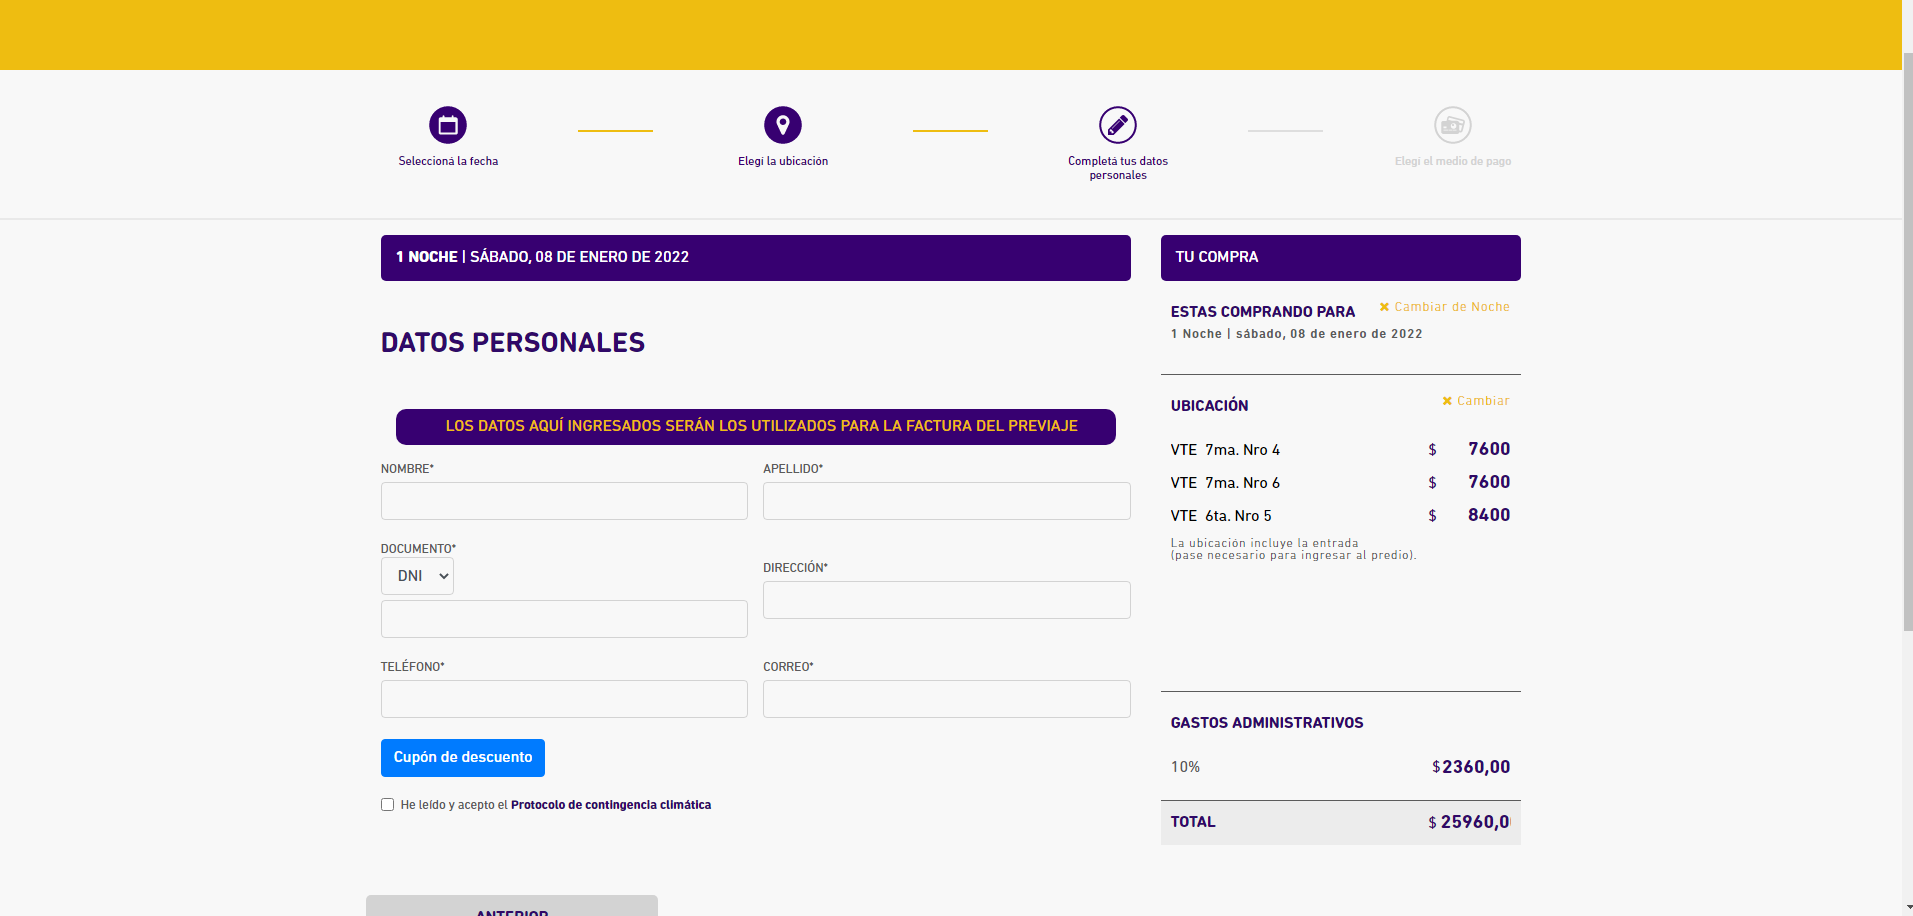 Seleccioná la fecha
Elegí la ubicación
Completá tus datos
personales
Elegí el medio de pago
1 NOCHE | SÁBADO, 08 DE ENERO DE 2022
DATOS PERSONALES
LOS DATOS AQUÍ INGRESADOS SERÁN LOS UTILIZADOS PARA LA FACTURA DEL PREVIAJE
NOMBRE*
APELLIDO*
DOCUMENTO*
DNI
DIRECCIÓN*
TELÉFONO*
CORREO*
Cupón de descuento
He leído y acepto el Protocolo de contingencia climática
ANTERIOR
TU COMPRA
ESTAS COMPRANDO PARA
Cambiar de Noche
1 Noche | sábado, 08 de enero de 2022
UBICACIÓN
Cambiar
VTE 7ma. Nro 4 $ 7600
VTE 7ma. Nro 6 $ 7600
VTE 6ta. Nro 5 $ 8400
La ubicación incluye la entrada
(pase necesario para ingresar al predio).
GASTOS ADMINISTRATIVOS
10% $2360,00
TOTAL $ 25960,0